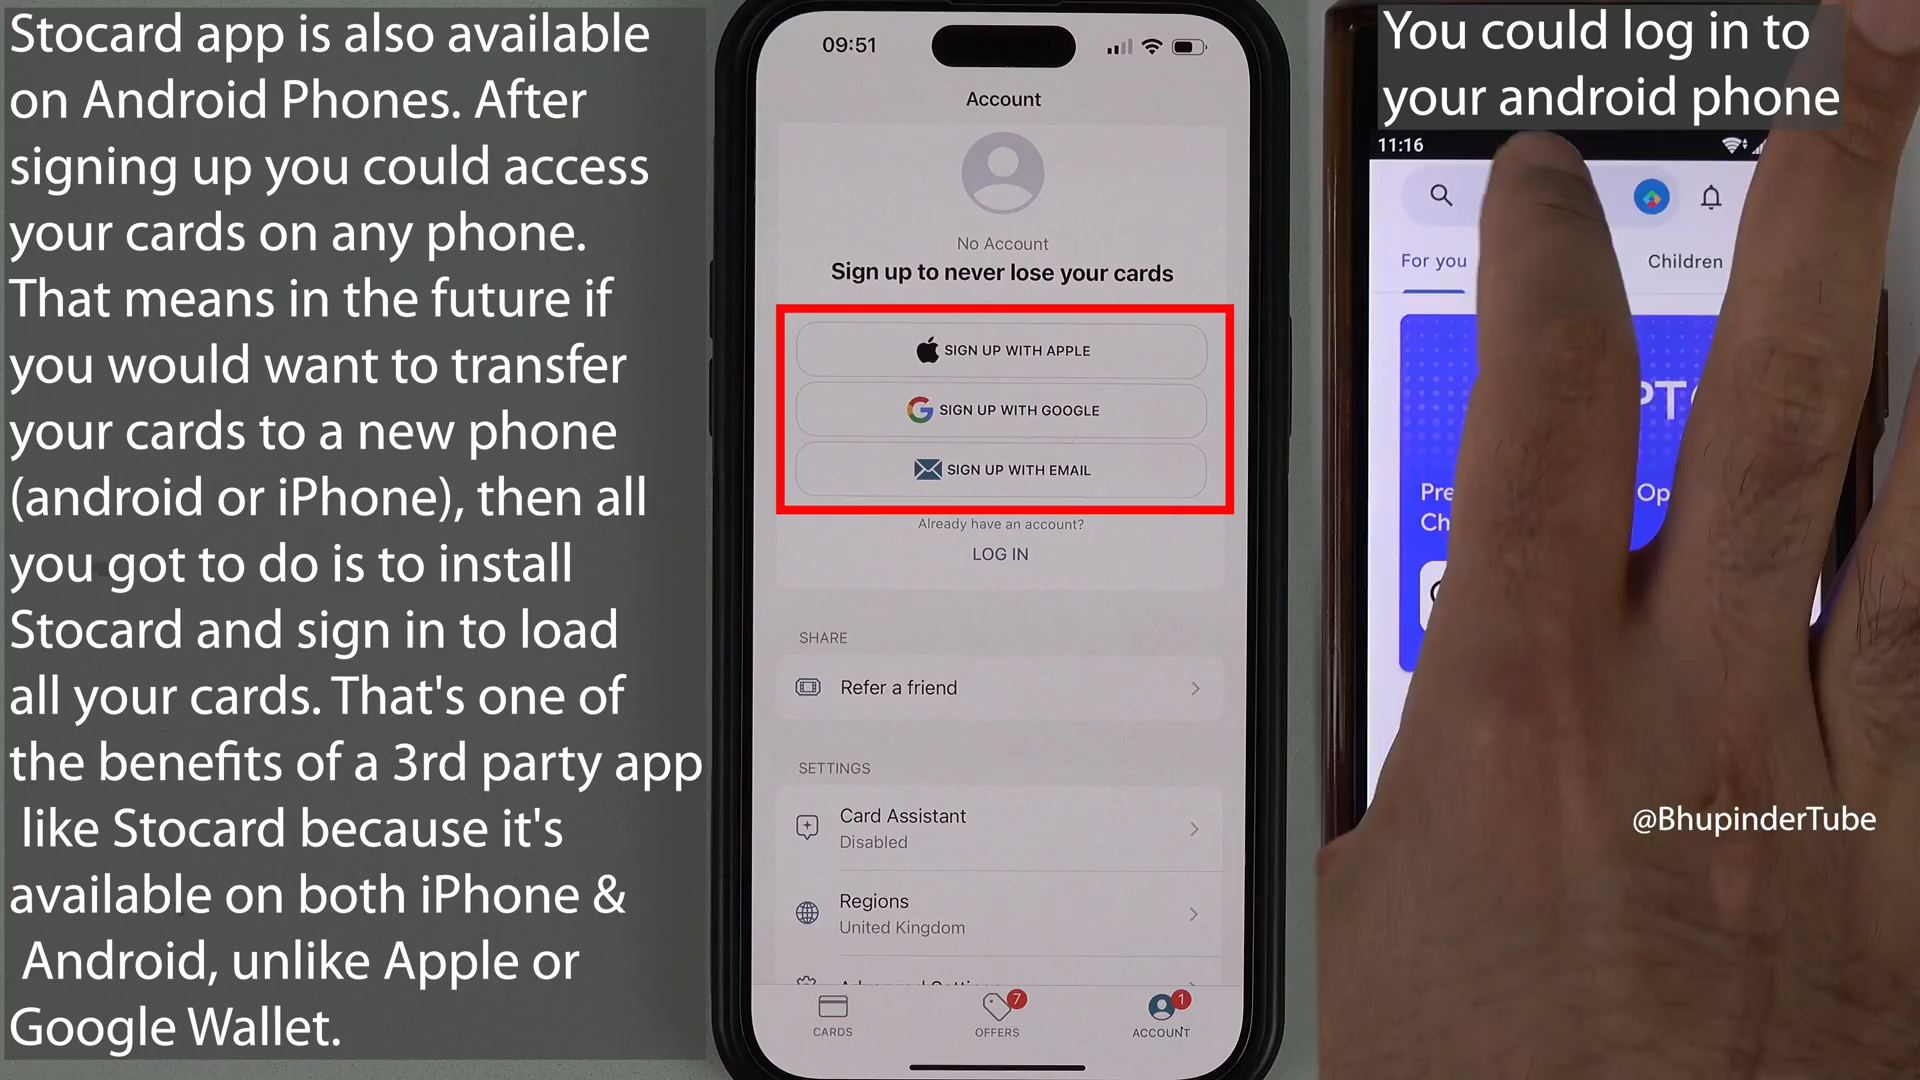 Stocard app is also available
on Android Phones. After
signing up you could access
your cards on any phone.
That means in the future if
you would want to transfer
your cards to a new phone
(android or iPhone), then all
you got to do is to install
Stocard and sign in to load
all your cards. That's one of
the benefits of a 3rd party app
like Stocard because it's
available on both iPhone &
Android, unlike Apple or
Google Wallet.
09:51
Account
No Account
Sign up to never lose your cards
SIGN UP WITH APPLE
SIGN UP WITH GOOGLE
SIGN UP WITH EMAIL
Already have an account?
LOG IN
SHARE
Refer a friend
SETTINGS
Card Assistant
Disabled
Regions
United Kingdom
CARDS
7
OFFERS
1
ACCOUNT
You could log in to
your android phone
11:16
For you
Children
@BhupinderTube